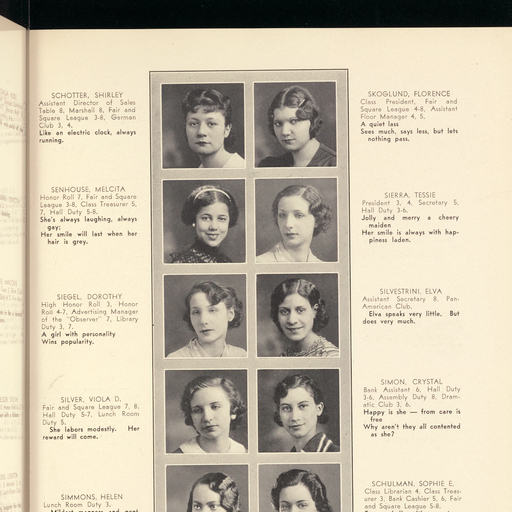 SCHOTTER, SHIRLEY
Assistant Director of Sales
Table 8, Marshall 8, Fair and
Square League 3-8, German
Club 3, 4.
Like an electric clock, always
running.
SENHOUSE, MELCITA
Honor Roll 7, Fair and Square
League 3-8, Class Treasurer 5,
7, Hall Duty 5-8.
She's always laughing, always
gay;
Her smile will last when her
hair is grey.
SIEGEL, DOROTHY
High Honor Roll 3, Honor
Roll 4-7, Advertising Manager
of the "Observer" 7, Library
Duty 3, 7.
A girl with personality
Wins popularity.
SILVER, VIOLA D.
Fair and Square League 7, 8,
Hall Duty 5-7, Lunch Room
Duty 5.
She labors modestly. Her
reward will come.
SIMMONS, HELEN
Lunch Room Duty 3.
SKOGLUND, FLORENCE
Class President, Fair and
Square League 4-8, Assistant
Floor Manager 4, 5.
A quiet lass
Sees much, says less, but lets
nothing pass.
SIERRA, TESSIE
President 3, 4, Secretary 5,
Hall Duty 3-6.
Jolly and merry a cheery
maiden
Her smile is always with hap-
piness laden.
SILVESTRINI, ELVA
Assistant Secretary 8, Pan-
American Club.
Elva speaks very little. But
does very much.
SIMON, CRYSTAL
Bank Assistant 6, Hall Duty
3-6, Assembly Duty 8, Dram-
atic Club 3, 6.
Happy is she — from care is
free
Why aren't they all contented
as she?
SCHULMAN, SOPHIE E.
Class Librarian 4, Class Treas-
urer 3, Bank Cashier 5, 6, Fair
and Square League 5-8.